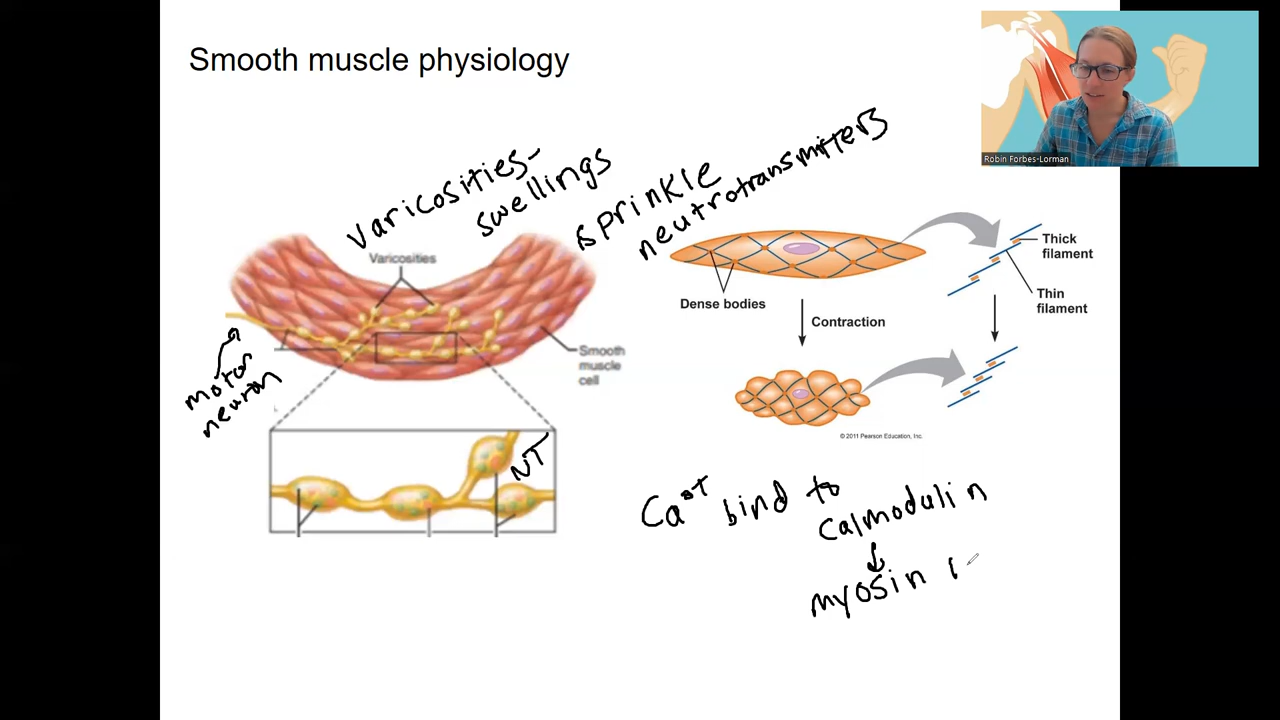 Smooth muscle physiology
Robin Forbes-Lorman
varicosities-
swellings
sprinkle
neutrotransmitters
Varicosities
motor
neuron
Smooth
muscle
cell
NT
Dense bodies
Contraction
Thick
filament
Thin
filament
© 2011 Pearson Education, Inc.
Ca2+ bind to
calmodulin
↓
myosin